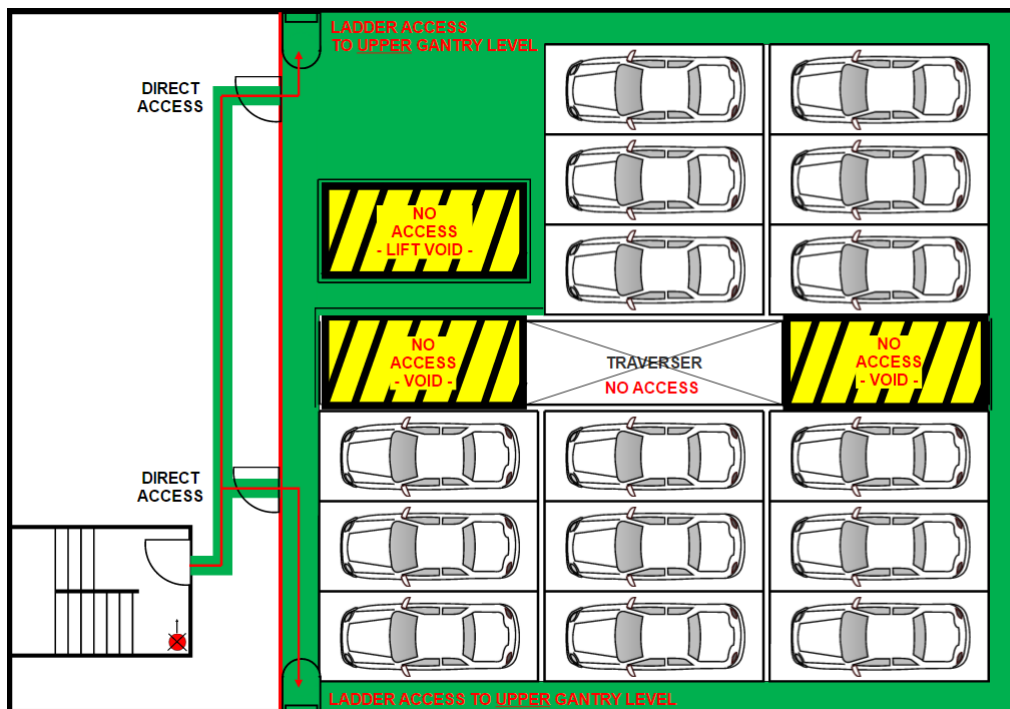 LADDER ACCESS
TO UPPER GANTRY LEVEL
DIRECT
ACCESS
NO
ACCESS
- LIFT VOID -
NO
ACCESS
- VOID -
TRAVERSER
NO ACCESS
NO
ACCESS
- VOID -
DIRECT
ACCESS
LADDER ACCESS TO UPPER GANTRY LEVEL